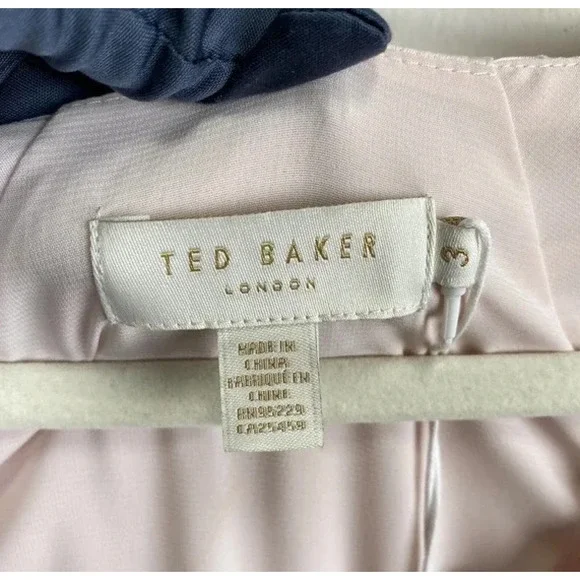 TED BAKER
LONDON
3
MADE IN
CHINA
FABRIQUÉ EN
CHINE
RN95229
CA25459